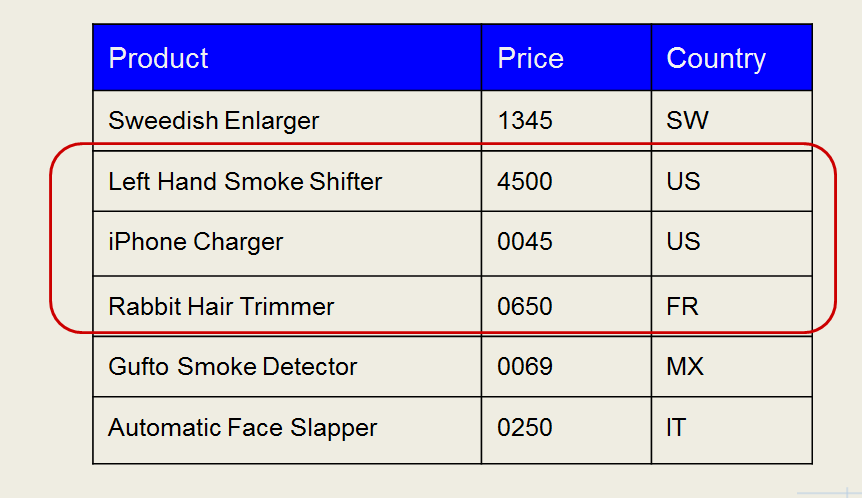 Product Price Country
Sweedish Enlarger 1345 SW
Left Hand Smoke Shifter 4500 US
iPhone Charger 0045 US
Rabbit Hair Trimmer 0650 FR
Gufto Smoke Detector 0069 MX
Automatic Face Slapper 0250 IT